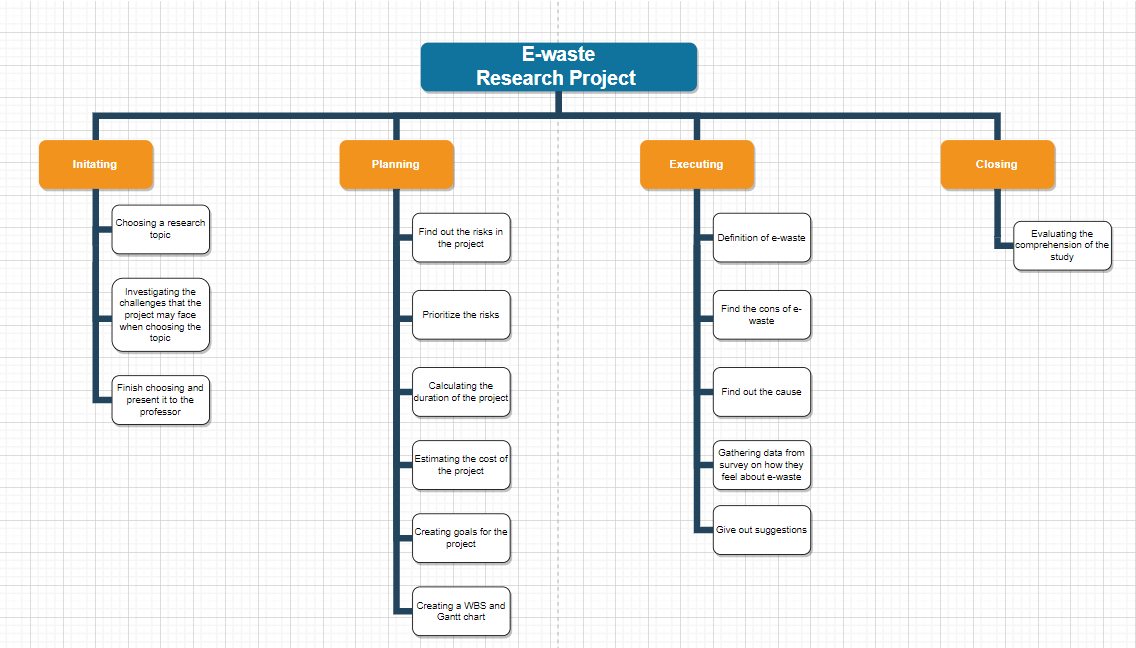 E-waste
Research Project
Initating
Planning
Executing
Closing
Choosing a research
topic
Investigating the
challenges that the
project may face
when choosing the
topic
Finish choosing and
present it to the
professor
Find out the risks in
the project
Prioritize the risks
Calculating the
duration of the project
Estimating the cost of
the project
Creating goals for the
project
Creating a WBS and
Gantt chart
Definition of e-waste
Find the cons of e-
waste
Find out the cause
Gathering data from
survey on how they
feel about e-waste
Give out suggestions
Evaluating the
comprehension of the
study